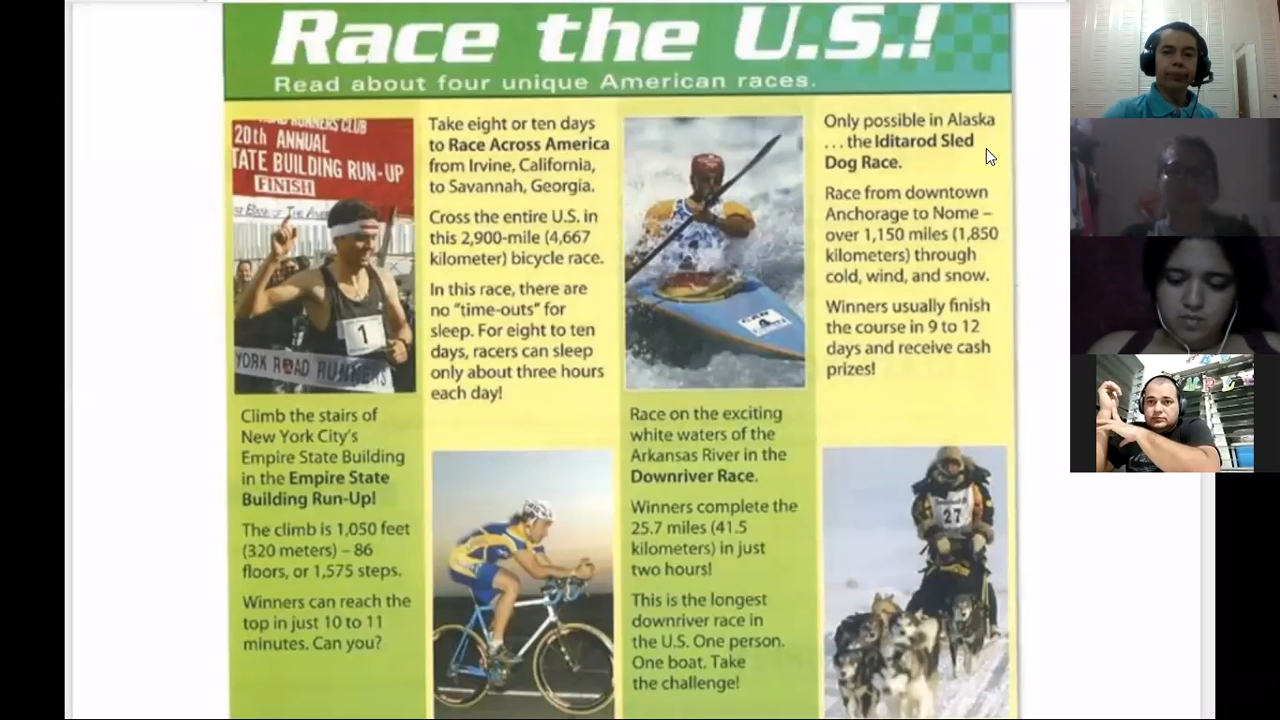 Race the U.S.!
Read about four unique American races.
RUNNERS CLUB
20th ANNUAL
TATE BUILDING RUN-UP
FINISH
YORK ROAD RUNNERS
1
Climb the stairs of
New York City's
Empire State Building
in the Empire State
Building Run-Up!
The climb is 1,050 feet
(320 meters) – 86
floors, or 1,575 steps.
Winners can reach the
top in just 10 to 11
minutes. Can you?
Take eight or ten days
to Race Across America
from Irvine, California,
to Savannah, Georgia.
Cross the entire U.S. in
this 2,900-mile (4,667
kilometer) bicycle race.
In this race, there are
no "time-outs" for
sleep. For eight to ten
days, racers can sleep
only about three hours
each day!
Race on the exciting
white waters of the
Arkansas River in the
Downriver Race.
Winners complete the
25.7 miles (41.5
kilometers) in just
two hours!
This is the longest
downriver race in
the U.S. One person.
One boat. Take
the challenge!
Only possible in Alaska
. . . the Iditarod Sled
Dog Race.
Race from downtown
Anchorage to Nome –
over 1,150 miles (1,850
kilometers) through
cold, wind, and snow.
Winners usually finish
the course in 9 to 12
days and receive cash
prizes!
27